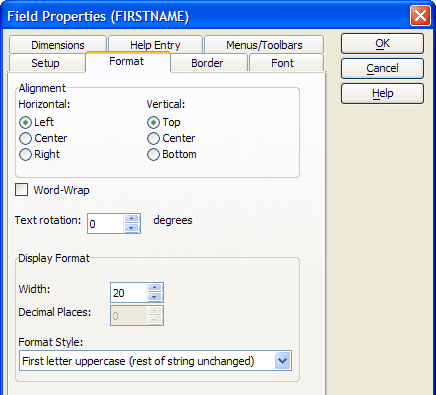 Field Properties (FIRSTNAME)
Dimensions Help Entry Menus/Toolbars
Setup Format Border Font
OK
Cancel
Help
Alignment
Horizontal: Vertical:
Left Top
Center Center
Right Bottom
Word-Wrap
Text rotation: 0 degrees
Display Format
Width: 20
Decimal Places: 0
Format Style:
First letter uppercase (rest of string unchanged)